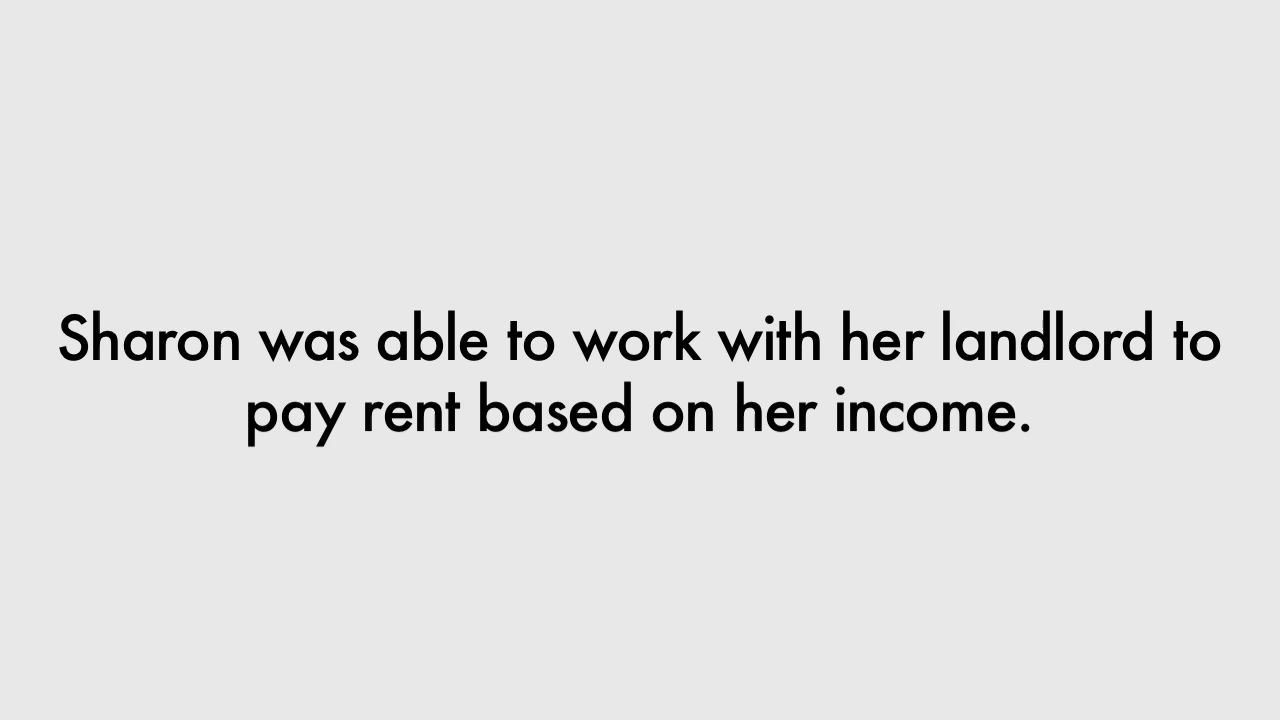 Sharon was able to work with her landlord to
pay rent based on her income.